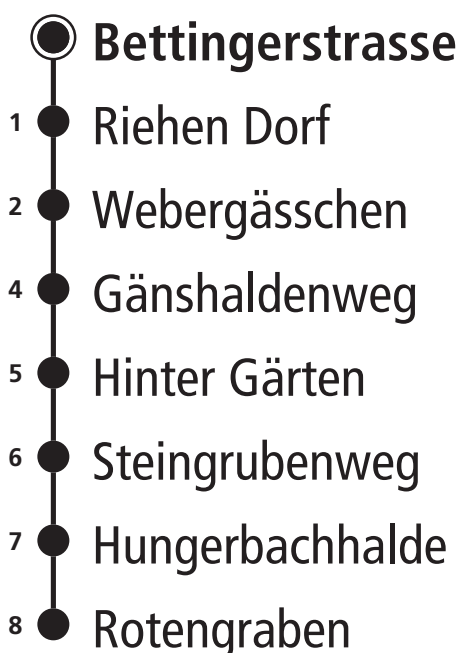 Bettingerstrasse
1 Riehen Dorf
2 Webergässchen
4 Gänshaldenweg
5 Hinter Gärten
6 Steingrubenweg
7 Hungerbachhalde
8 Rotengraben